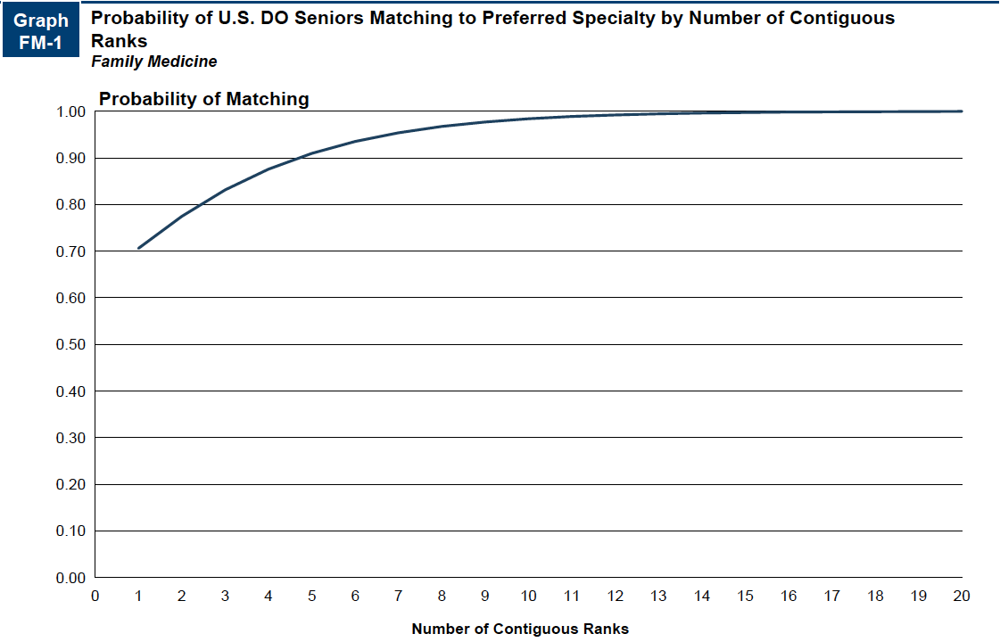 Graph
FM-1
Probability of U.S. DO Seniors Matching to Preferred Specialty by Number of Contiguous
Ranks
Family Medicine
Probability of Matching
1.00
0.90
0.80
0.70
0.60
0.50
0.40
0.30
0.20
0.10
0.00
0 1 2 3 4 5 6 7 8 9 10 11 12 13 14 15 16 17 18 19 20
Number of Contiguous Ranks